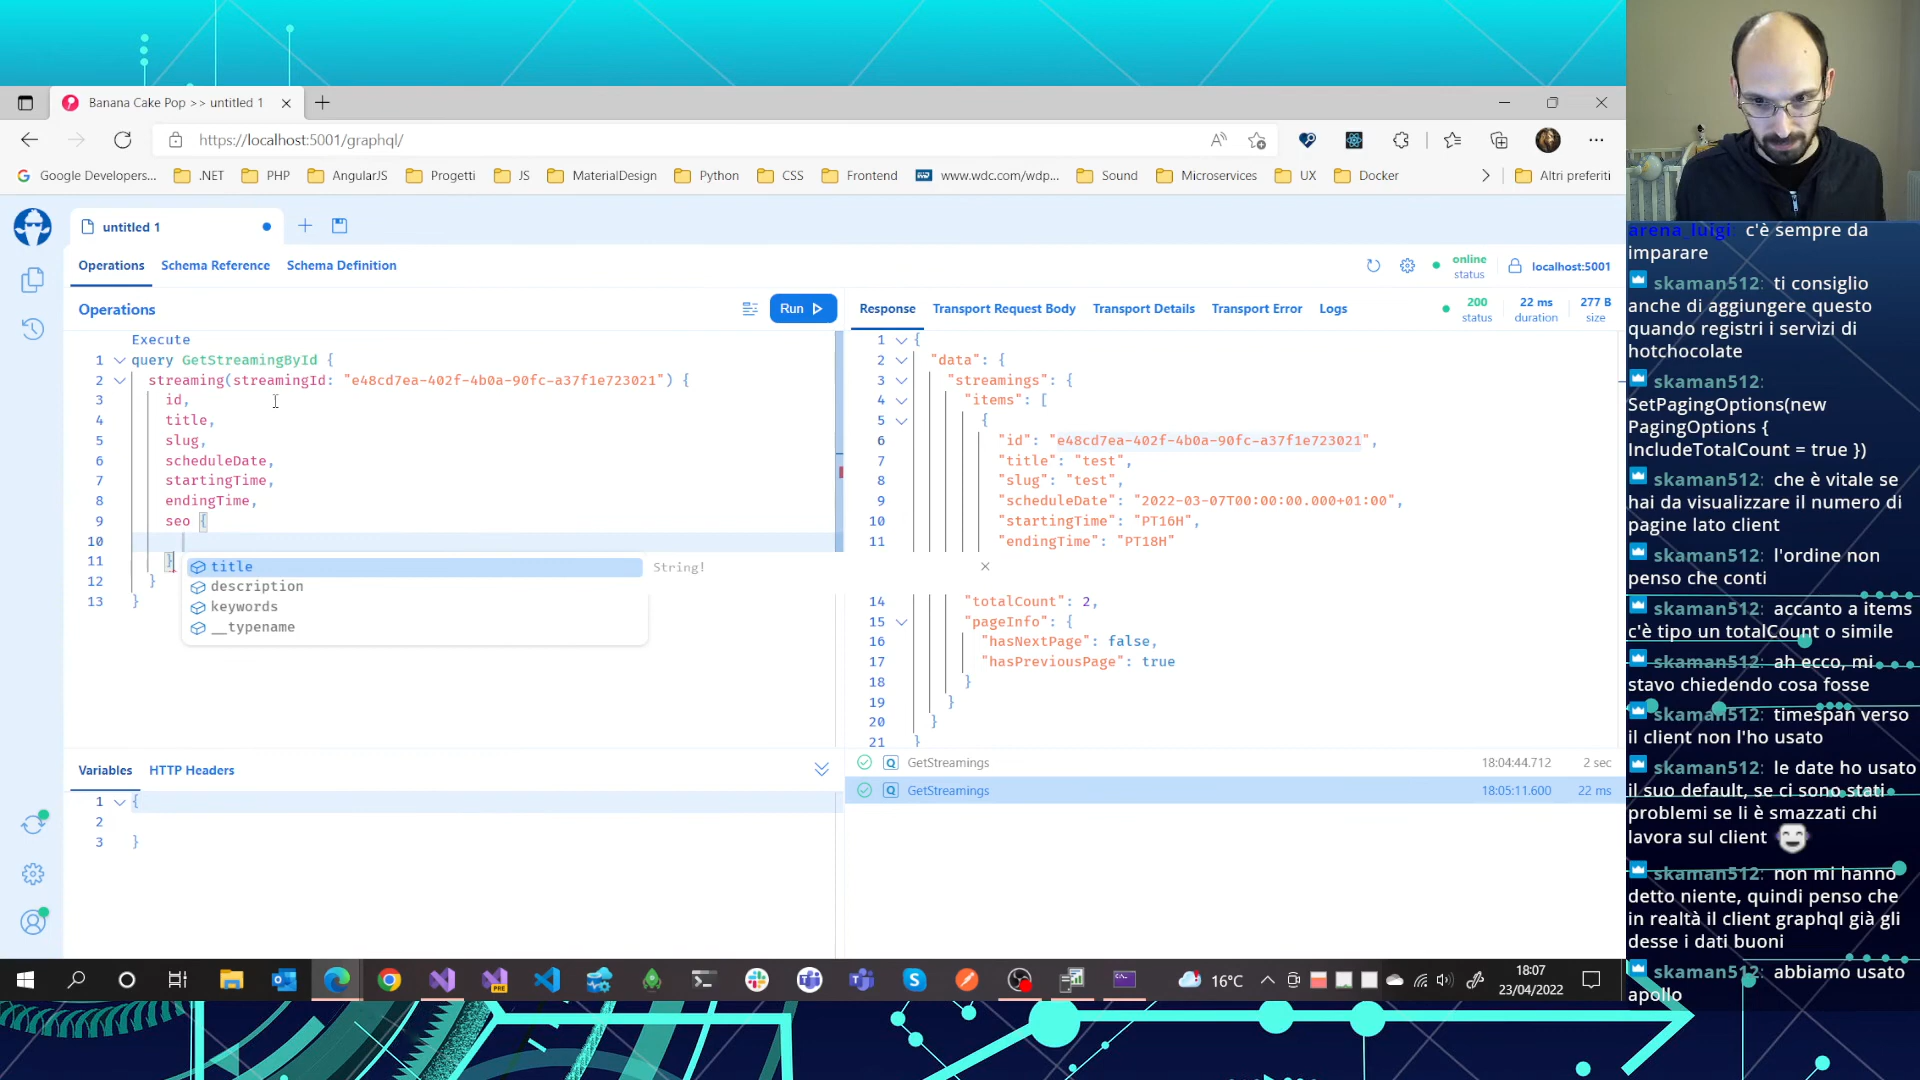 Banana Cake Pop >> untitled 1
https://localhost:5001/graphql/
Google Developers...
.NET
PHP
AngularJS
Progetti
JS
MaterialDesign
Python
CSS
Frontend
www.wdc.com/wdp...
Sound
Microservices
UX
Docker
Altri preferiti
untitled 1
Operations
Schema Reference
Schema Definition
online
status
localhost:5001
Operations
Run
Execute
1 query GetStreamingById {
2 streaming(streamingId: "e48cd7ea-402f-4b0a-90fc-a37f1e723021") {
3 id,
4 title,
5 slug,
6 scheduleDate,
7 startingTime,
8 endingTime,
9 seo {
10
11 }
12 }
13 }
title
String!
description
keywords
__typename
Variables
HTTP Headers
1 {
2
3 }
Response
Transport Request Body
Transport Details
Transport Error
Logs
200
status
22 ms
duration
277 B
size
1 {
2 "data": {
3 "streamings": {
4 "items": [
5 {
6 "id": "e48cd7ea-402f-4b0a-90fc-a37f1e723021",
7 "title": "test",
8 "slug": "test",
9 "scheduleDate": "2022-03-07T00:00:00.000+01:00",
10 "startingTime": "PT16H",
11 "endingTime": "PT18H"
14 "totalCount": 2,
15 "pageInfo": {
16 "hasNextPage": false,
17 "hasPreviousPage": true
18 }
19 }
20 }
21 }
GetStreamings 18:04:44.712 2 sec
GetStreamings 18:05:11.600 22 ms
PRE
16°C
18:07
23/04/2022
arena_luigi: c'è sempre da
imparare
skaman512: ti consiglio
anche di aggiungere questo
quando registri i servizi di
hotchocolate
skaman512:
SetPagingOptions(new
PagingOptions {
IncludeTotalCount = true })
skaman512: che è vitale se
hai da visualizzare il numero di
pagine lato client
skaman512: l'ordine non
penso che conti
skaman512: accanto a items
c'è tipo un totalCount o simile
skaman512: ah ecco, mi
stavo chiedendo cosa fosse
skaman512: timespan verso
il client non l'ho usato
skaman512: le date ho usato
il suo default, se ci sono stati
problemi se li è smazzati chi
lavora sul client
skaman512: non mi hanno
detto niente, quindi penso che
in realtà il client graphql già gli
desse i dati buoni
skaman512: abbiamo usato
apollo